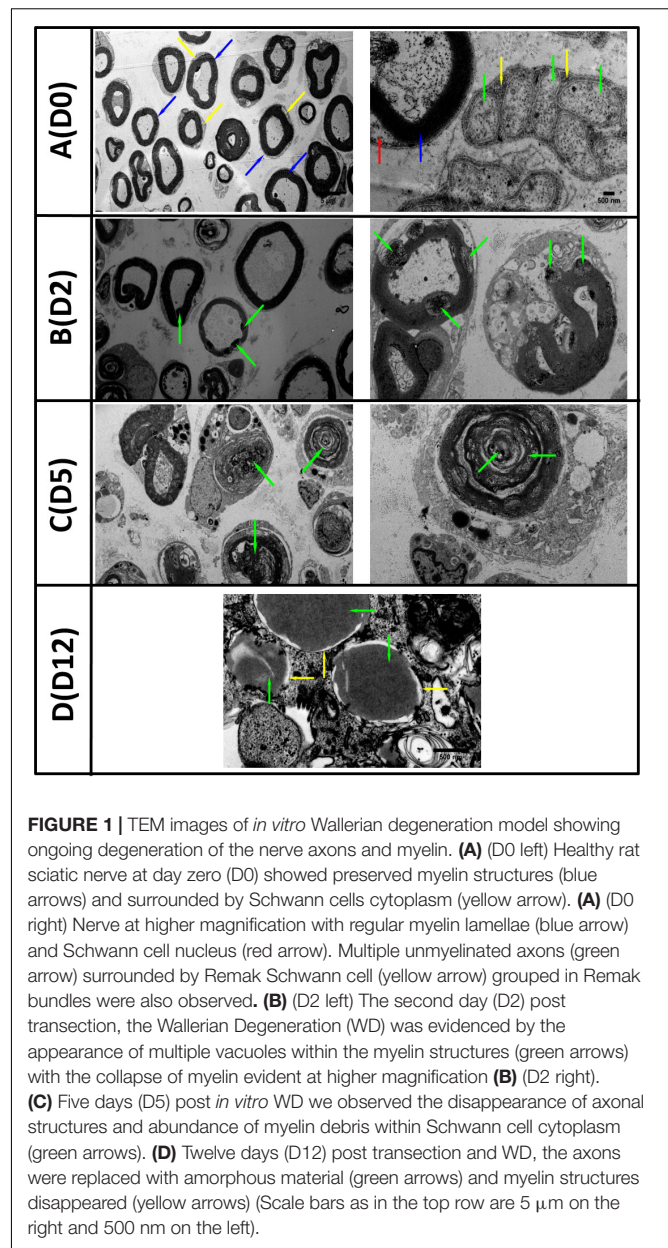 A(D0)
5 µm
500 nm
B(D2)
C(D5)
D(D12)
500 nm
FIGURE 1 | TEM images of in vitro Wallerian degeneration model showing
ongoing degeneration of the nerve axons and myelin. (A) (D0 left) Healthy rat
sciatic nerve at day zero (D0) showed preserved myelin structures (blue
arrows) and surrounded by Schwann cells cytoplasm (yellow arrow). (A) (D0
right) Nerve at higher magnification with regular myelin lamellae (blue arrow)
and Schwann cell nucleus (red arrow). Multiple unmyelinated axons (green
arrow) surrounded by Remak Schwann cell (yellow arrow) grouped in Remak
bundles were also observed. (B) (D2 left) The second day (D2) post
transection, the Wallerian Degeneration (WD) was evidenced by the
appearance of multiple vacuoles within the myelin structures (green arrows)
with the collapse of myelin evident at higher magnification (B) (D2 right).
(C) Five days (D5) post in vitro WD we observed the disappearance of axonal
structures and abundance of myelin debris within Schwann cell cytoplasm
(green arrows). (D) Twelve days (D12) post transection and WD, the axons
were replaced with amorphous material (green arrows) and myelin structures
disappeared (yellow arrows) (Scale bars as in the top row are 5 µm on the
right and 500 nm on the left).